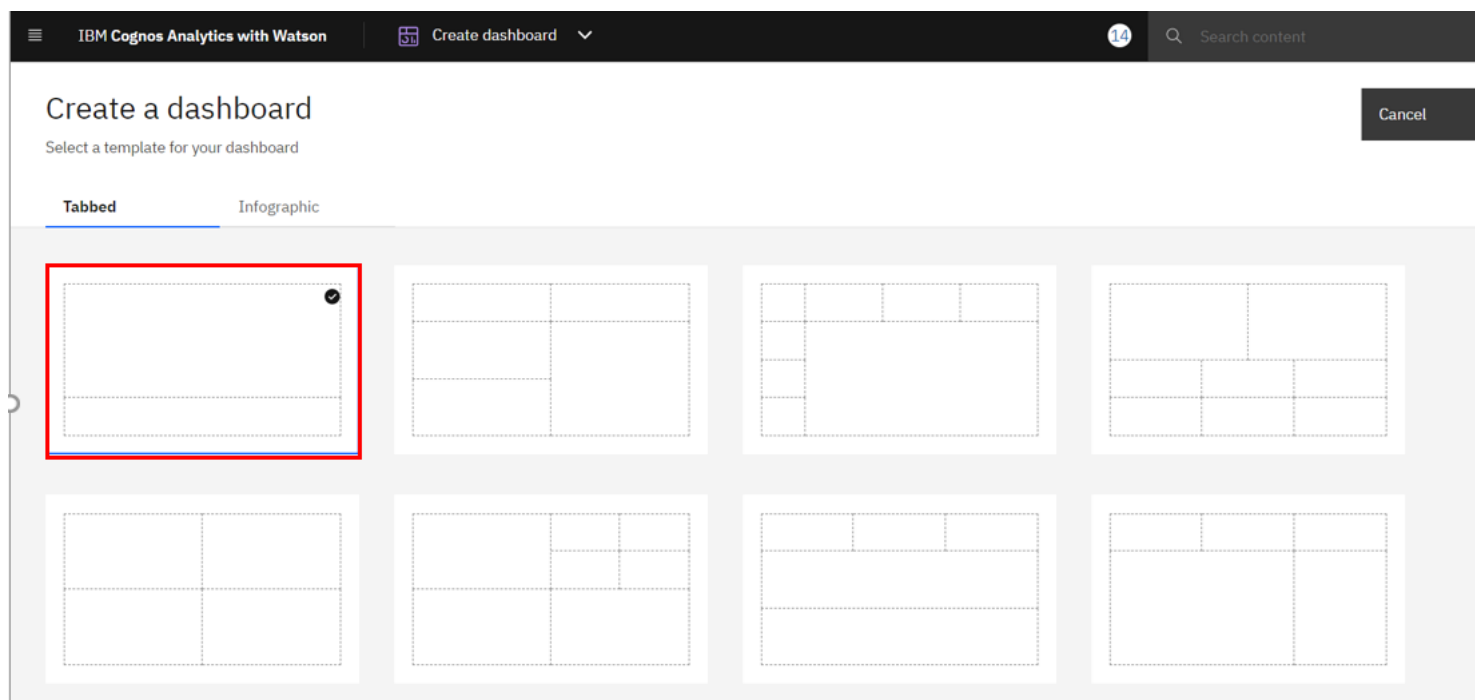 IBM Cognos Analytics with Watson
Create dashboard
14
Search content
Create a dashboard
Cancel
Select a template for your dashboard
Tabbed
Infographic